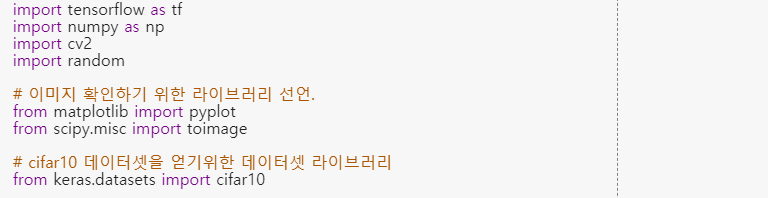 import tensorflow as tf
import numpy as np
import cv2
import random
# 이미지 확인하기 위한 라이브러리 선언.
from matplotlib import pyplot
from scipy.misc import toimage
# cifar10 데이터셋을 얻기위한 데이터셋 라이브러리
from keras.datasets import cifar10